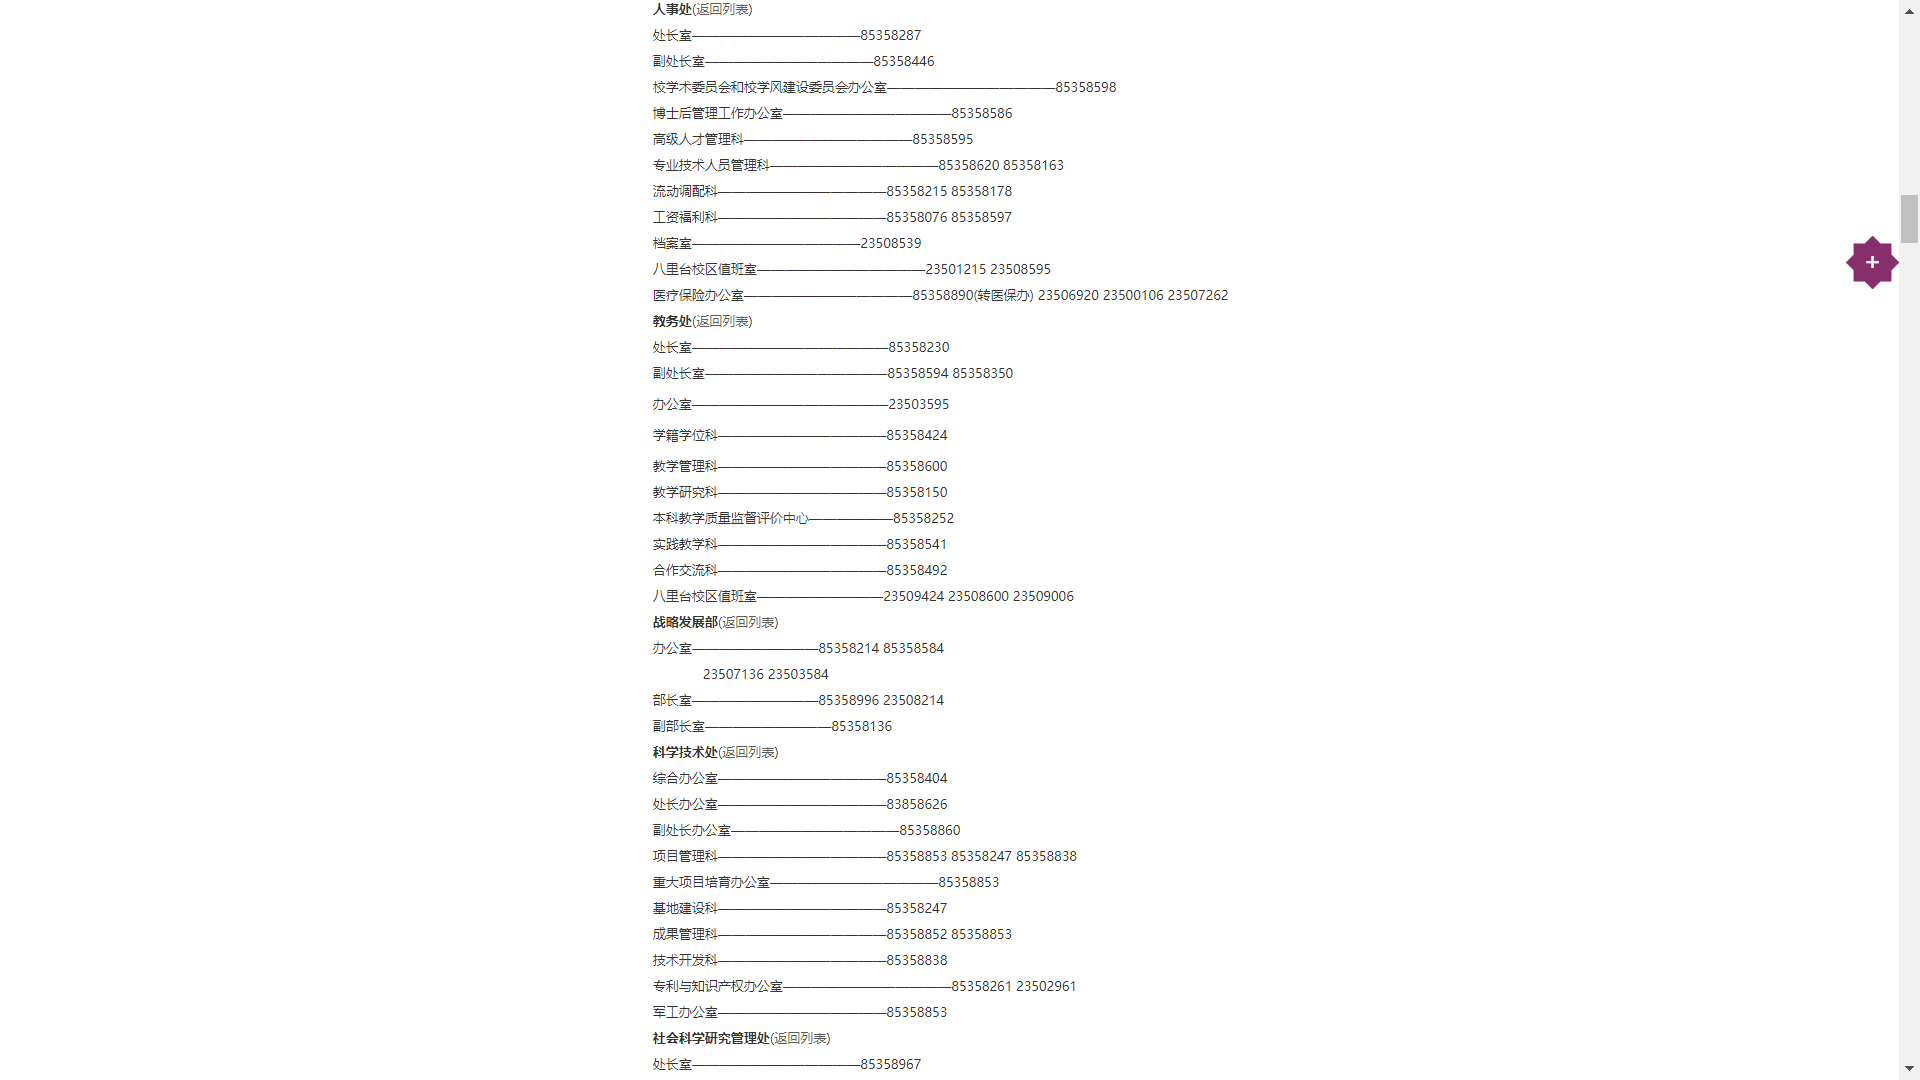 人事处(返回列表)
处长室————————————85358287
副处长室————————————85358446
校学术委员会和校学风建设委员会办公室————————————85358598
博士后管理工作办公室————————————85358586
高级人才管理科————————————85358595
专业技术人员管理科————————————85358620 85358163
流动调配科————————————85358215 85358178
工资福利科————————————85358076 85358597
档案室————————————23508539
八里台校区值班室————————————23501215 23508595
医疗保险办公室————————————85358890(转医保办) 23506920 23500106 23507262
教务处(返回列表)
处长室——————————————85358230
副处长室—————————————85358594 85358350
办公室——————————————23503595
学籍学位科————————————85358424
教学管理科————————————85358600
教学研究科————————————85358150
本科教学质量监督评价中心——————85358252
实践教学科————————————85358541
合作交流科————————————85358492
八里台校区值班室—————————23509424 23508600 23509006
战略发展部(返回列表)
办公室—————————85358214 85358584
23507136 23503584
部长室—————————85358996 23508214
副部长室—————————85358136
科学技术处(返回列表)
综合办公室————————————85358404
处长办公室————————————83858626
副处长办公室————————————85358860
项目管理科————————————85358853 85358247 85358838
重大项目培育办公室————————————85358853
基地建设科————————————85358247
成果管理科————————————85358852 85358853
技术开发科————————————85358838
专利与知识产权办公室————————————85358261 23502961
军工办公室————————————85358853
社会科学研究管理处(返回列表)
处长室————————————85358967